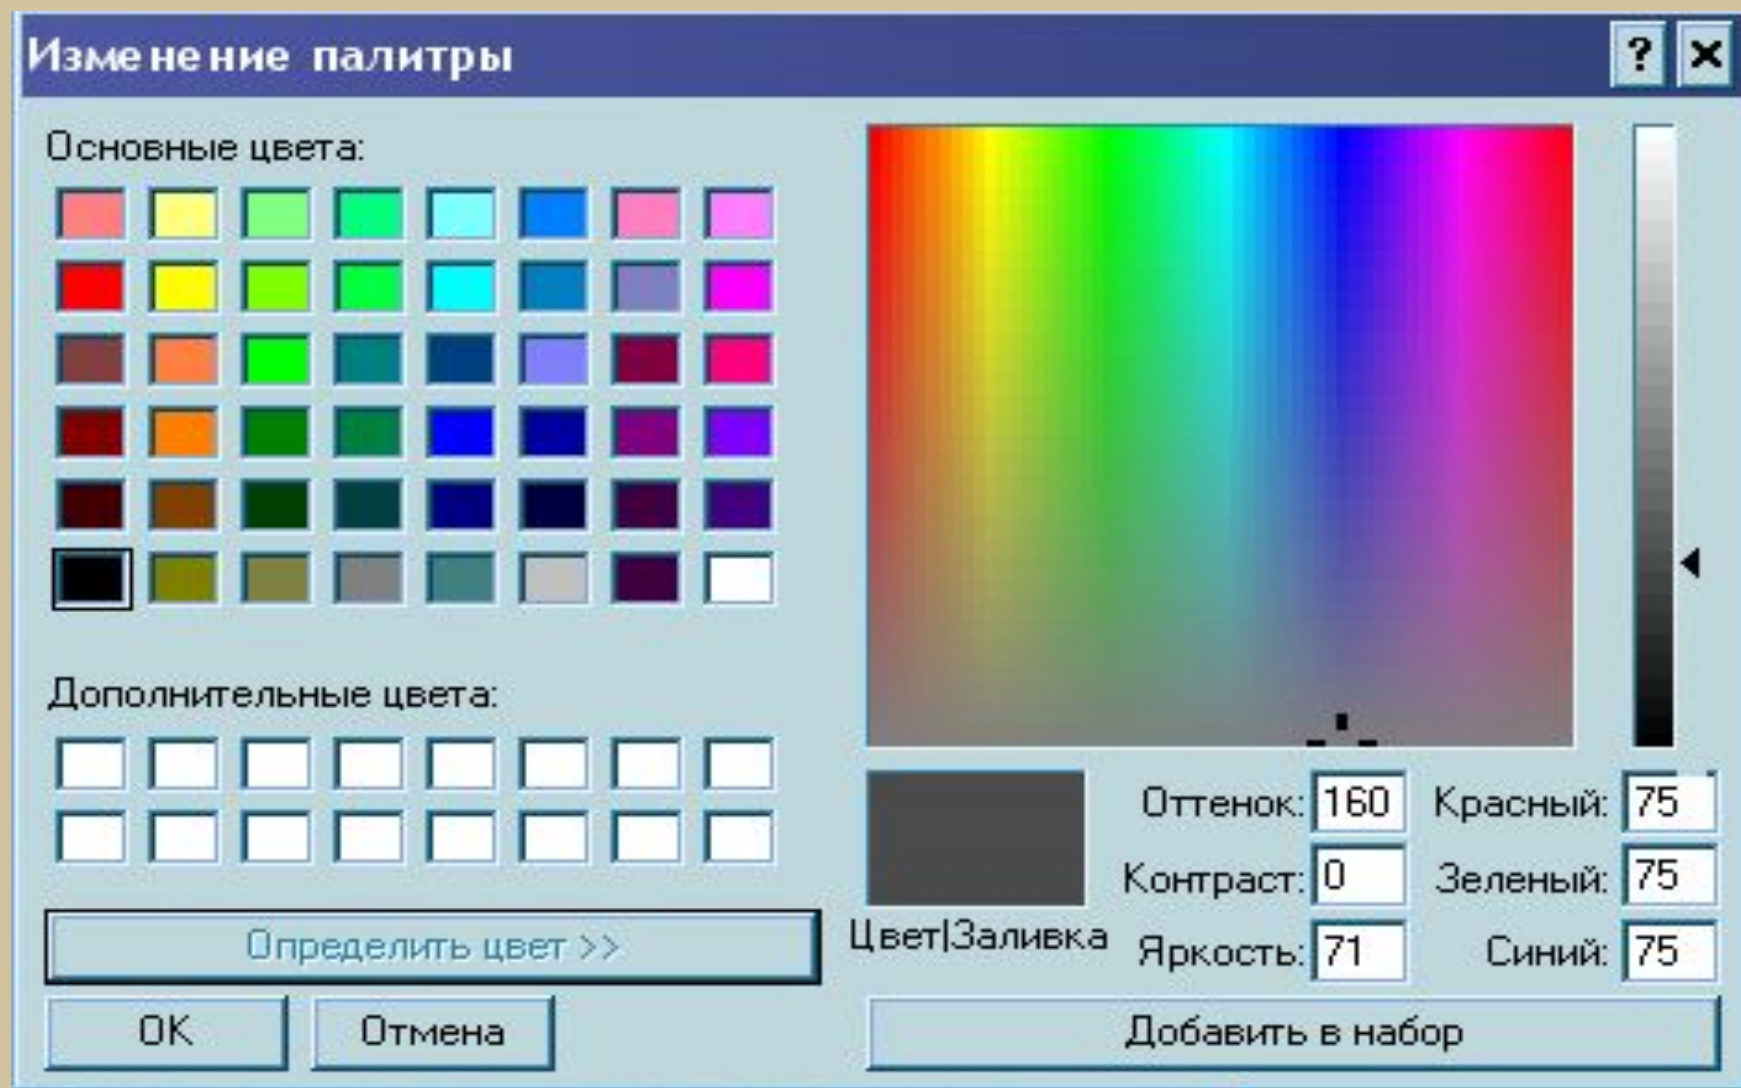 Изменение палитры
? ×
Основные цвета:
Дополнительные цвета:
Определить цвет >>
OK Отмена
Цвет|Заливка
Оттенок: 160 Красный: 75
Контраст: 0 Зеленый: 75
Яркость: 71 Синий: 75
Добавить в набор